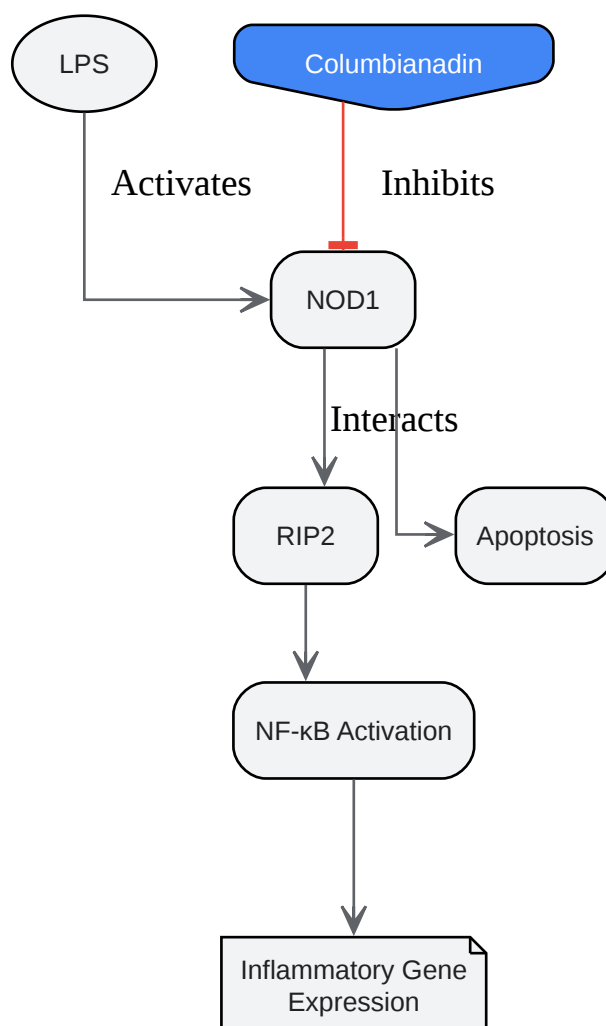 LPS
Columbianadin
Activates
Inhibits
NOD1
Interacts
RIP2
Apoptosis
NF-κB Activation
Inflammatory Gene
Expression